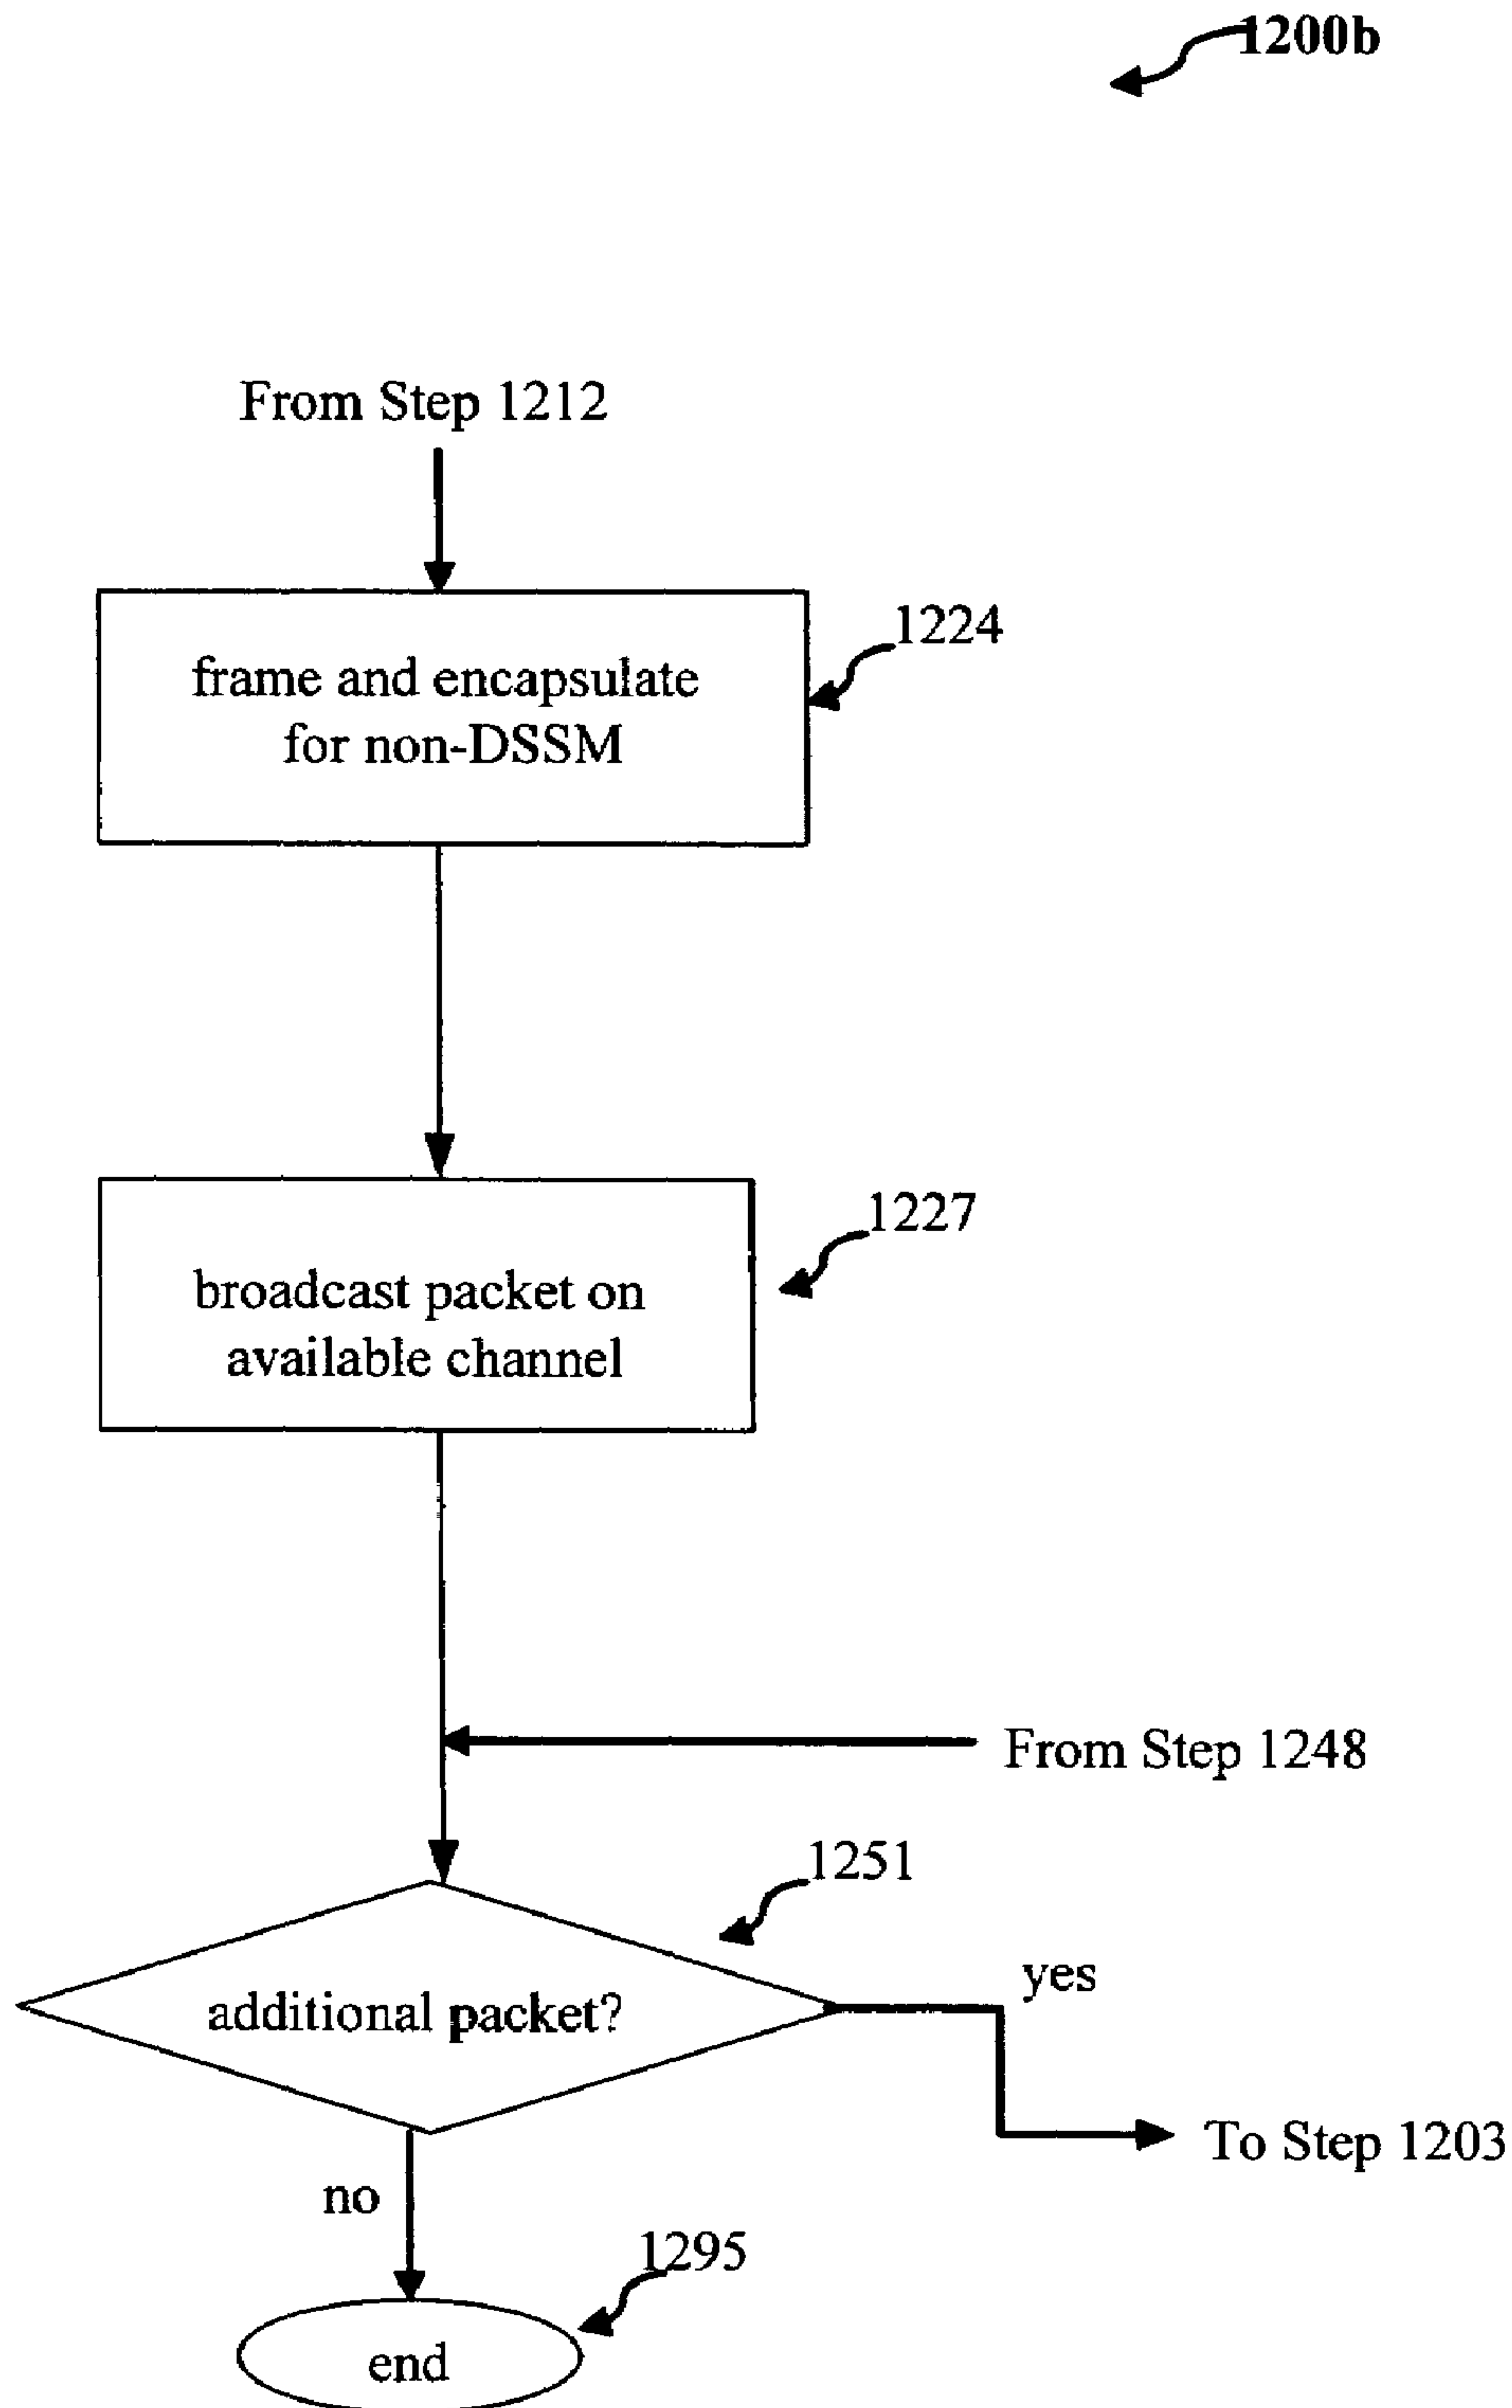 1200b
From Step 1212
1224
frame and encapsulate
for non-DSSM
1227
broadcast packet on
available channel
From Step 1248
1251
additional packet?
yes
To Step 1203
no
1295
end